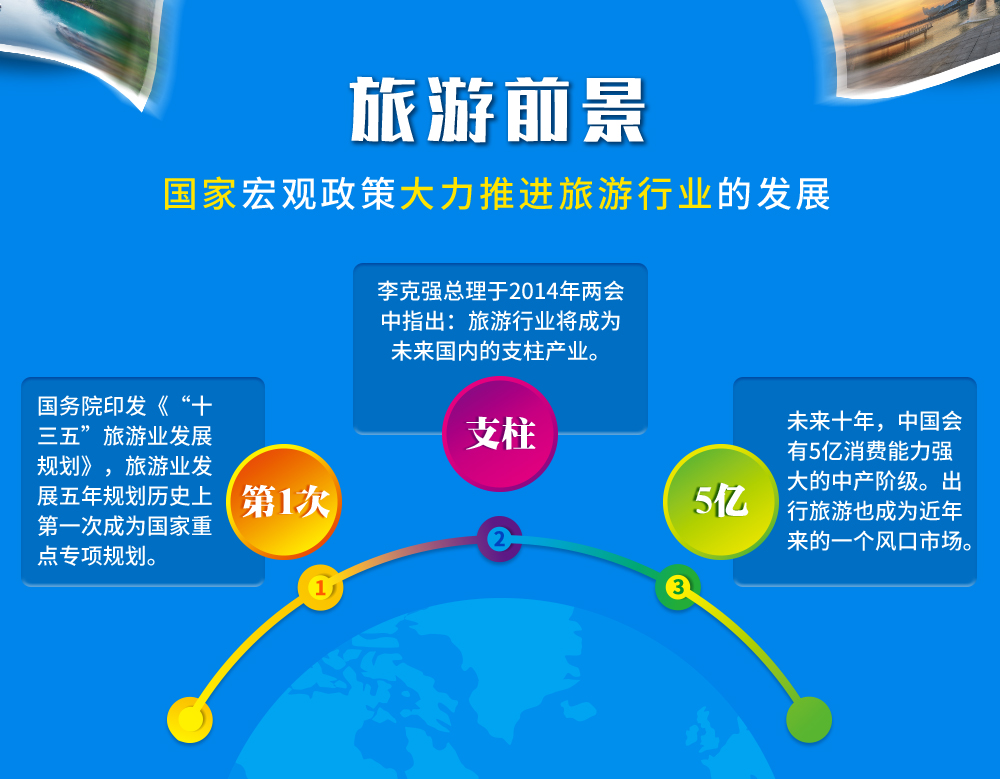 旅游前景
国家宏观政策大力推进旅游行业的发展
李克强总理于2014年两会
中指出：旅游行业将成为
未来国内的支柱产业。
支柱
国务院印发《“十
三五”旅游业发展
规划》，旅游业发
展五年规划历史上
第一次成为国家重
点专项规划。
第1次
未来十年，中国会
有5亿消费能力强
大的中产阶级。出
行旅游也成为近年
来的一个风口市场。
5亿
1
2
3